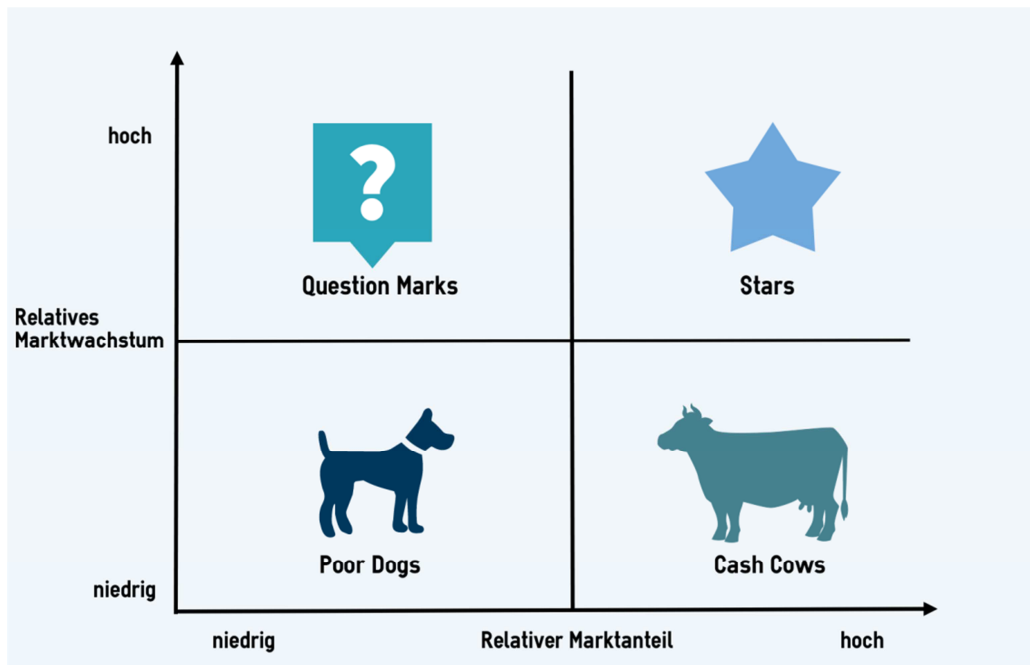 hoch
?
Question Marks
Stars
Relatives
Marktwachstum
Poor Dogs
Cash Cows
niedrig
niedrig
Relativer Marktanteil
hoch